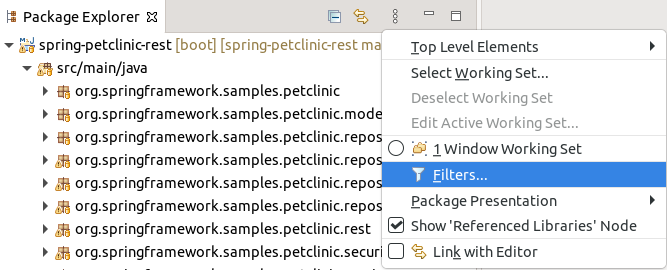 Package Explorer
spring-petclinic-rest [boot] [spring-petclinic-rest ma
src/main/java
org.springframework.samples.petclinic
org.springframework.samples.petclinic.mode
org.springframework.samples.petclinic.repos
org.springframework.samples.petclinic.repos
org.springframework.samples.petclinic.repos
org.springframework.samples.petclinic.repos
org.springframework.samples.petclinic.rest
org.springframework.samples.petclinic.securi
Top Level Elements
Select Working Set...
Deselect Working Set
Edit Active Working Set...
1 Window Working Set
Filters...
Package Presentation
Show 'Referenced Libraries' Node
Link with Editor